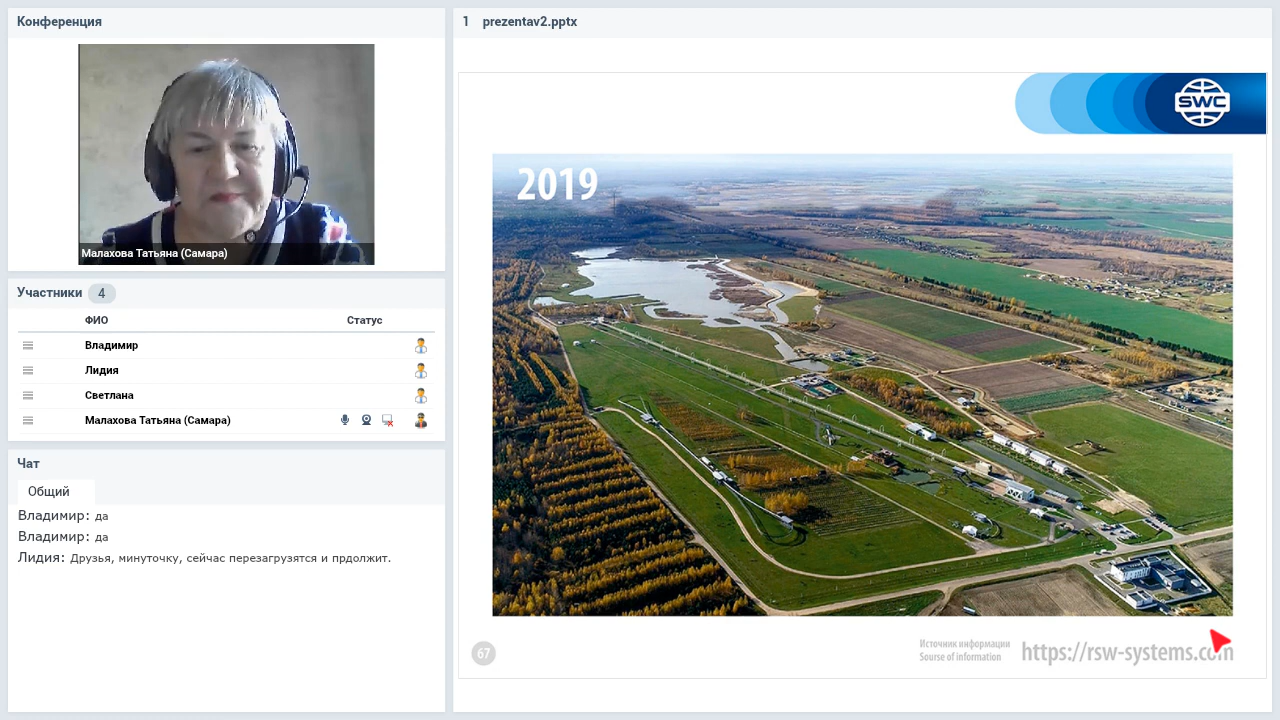 Конференция
Малахова Татьяна (Самара)
Участники 4
ФИО Статус
Владимир
Лидия
Светлана
Малахова Татьяна (Самара)
Чат
Общий
Владимир: да
Владимир: да
Лидия: Друзья, минуточку, сейчас перезагрузятся и прдолжит.
1 prezentav2.pptx
SWC
2019
67
Источник информации
Sourse of information
https://rsw-systems.com